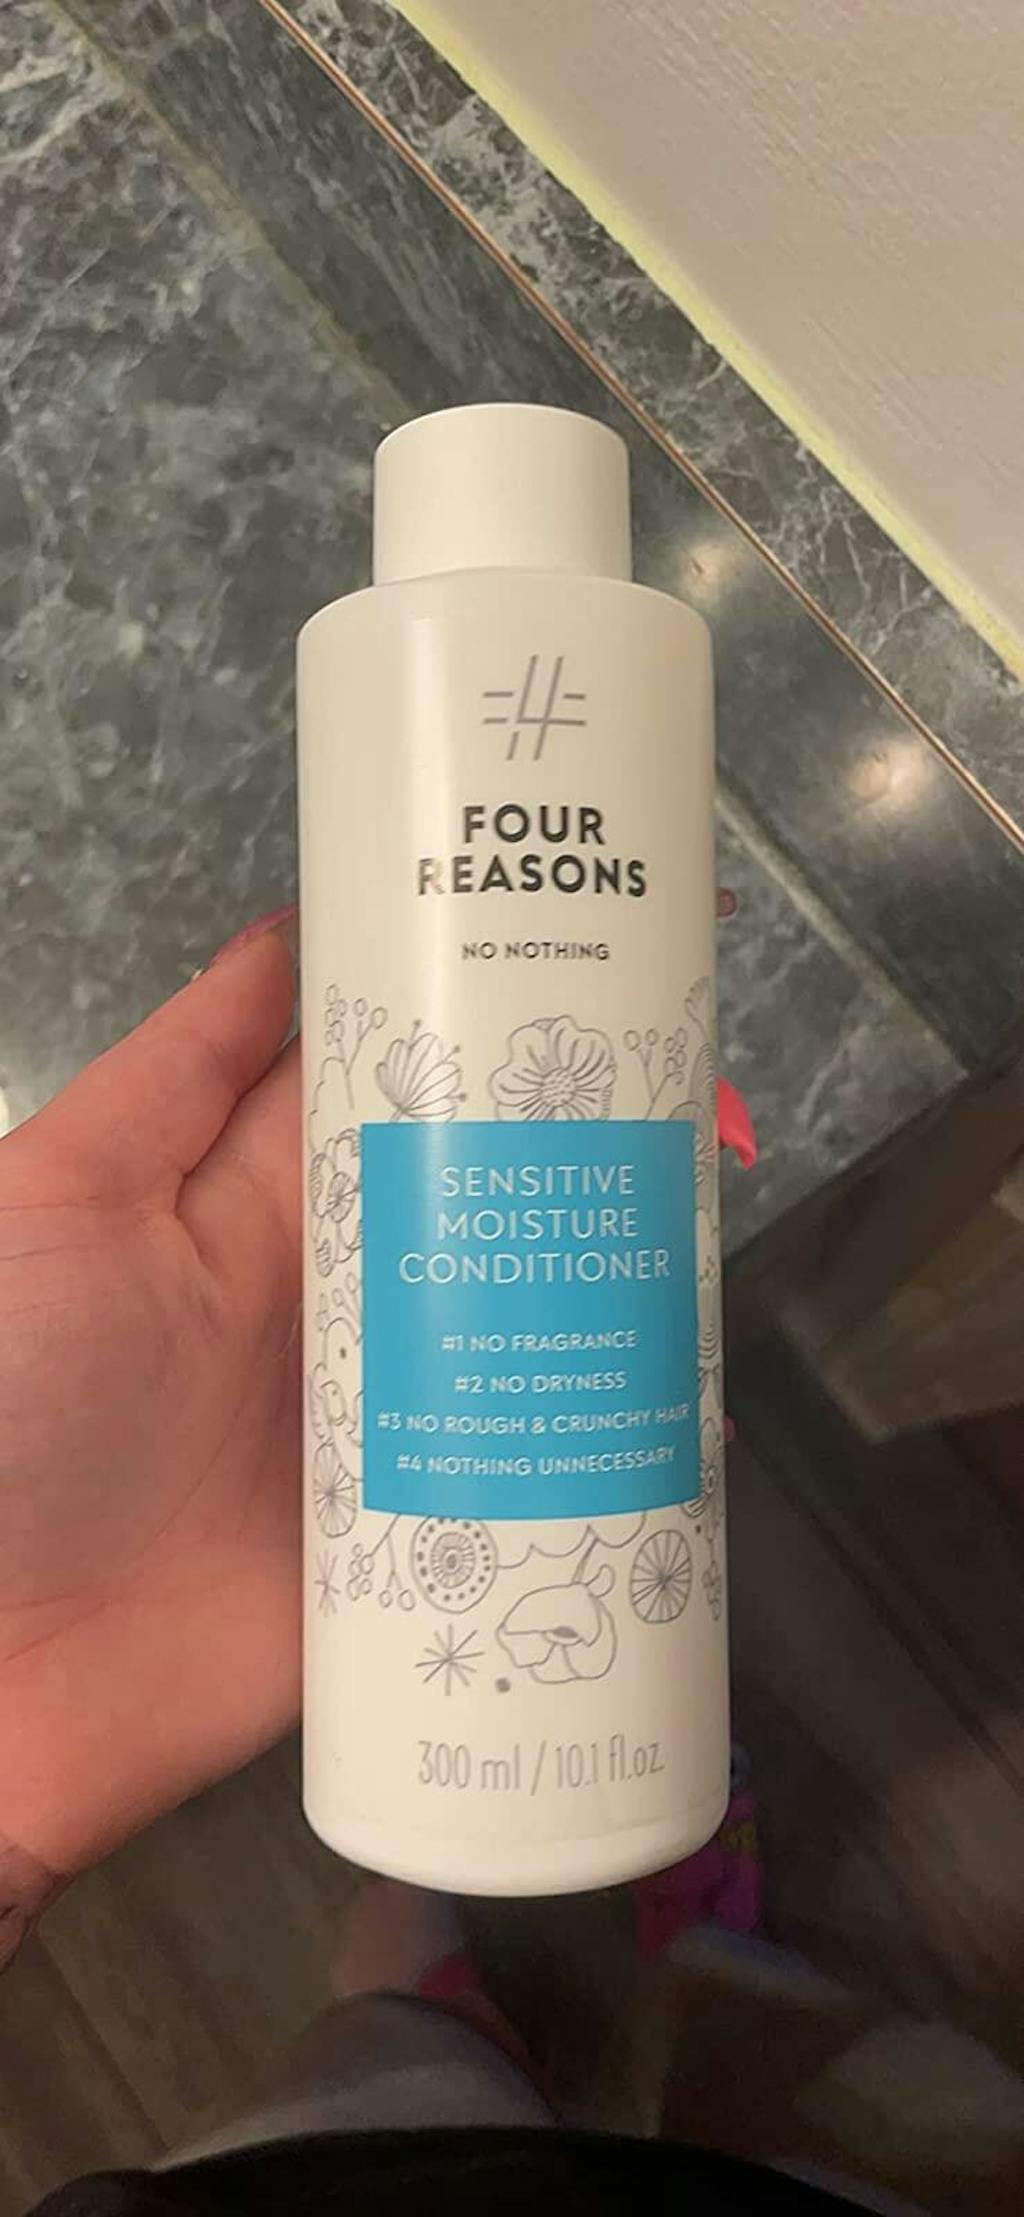 #4
FOUR
REASONS
NO NOTHING
SENSITIVE
MOISTURE
CONDITIONER
#1 NO FRAGRANCE
#2 NO DRYNESS
#3 NO ROUGH & CRUNCHY HAIR
#4 NOTHING UNNECESSARY
300 ml / 10.1 fl.oz.